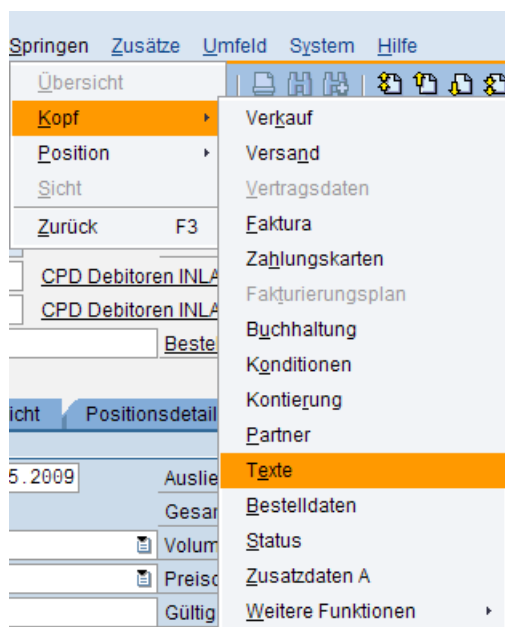 Springen Zusätze Umfeld System Hilfe
Übersicht
Kopf
Position
Sicht
Zurück F3
Verkauf
Versand
Vertragsdaten
Faktura
Zahlungskarten
Fakturierungsplan
Buchhaltung
Konditionen
Kontierung
Partner
Texte
Bestelldaten
Status
Zusatzdaten A
Weitere Funktionen
CPD Debitoren INLA
CPD Debitoren INLA
Bestel
icht Positionsdetail
5.2009 Auslie
Gesar
Volum
Preisd
Gültig